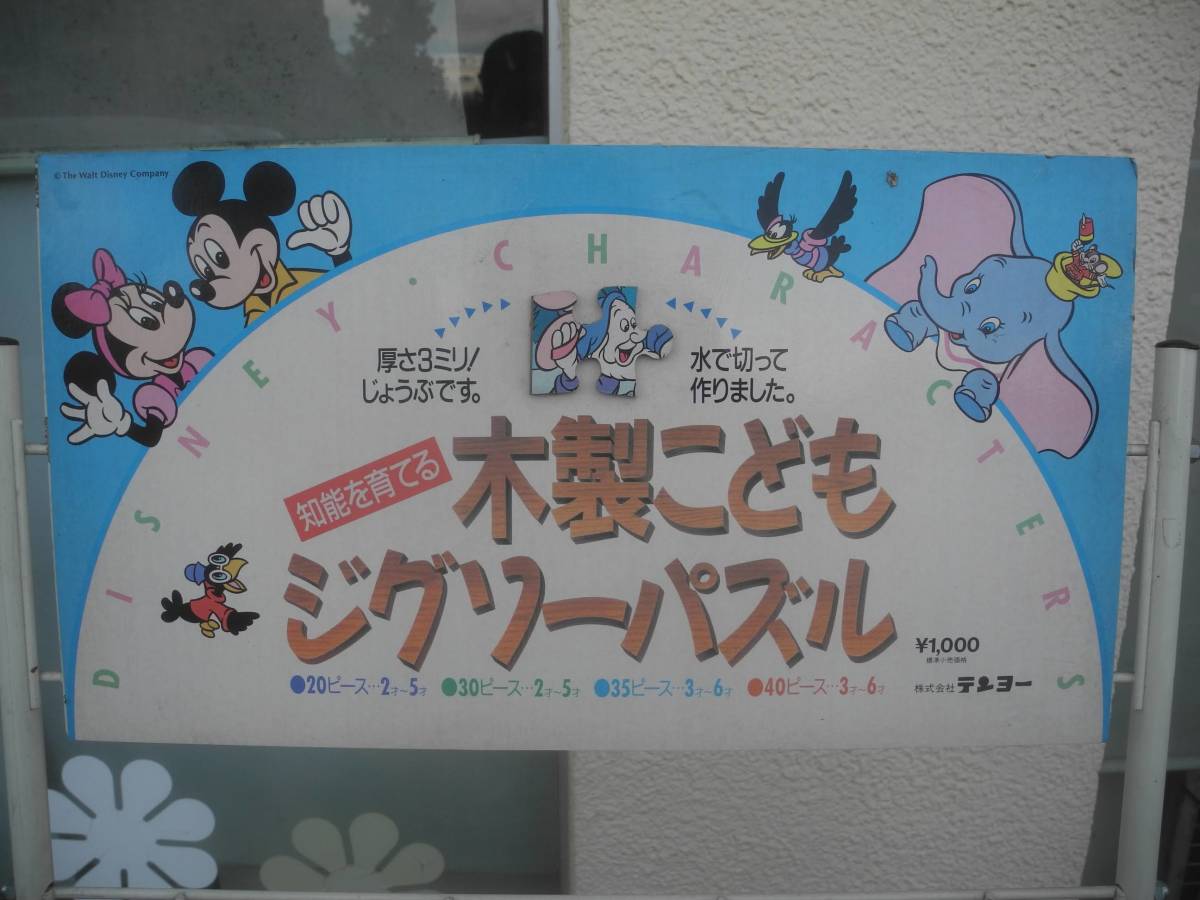 © The Walt Disney Company
DISNEY・CHARACTERS
厚さ3ミリ!
じょうぶです。
水で切って
作りました。
知能を育てる
木製こども
ジグソーパズル
¥1,000
標準小売価格
●20ピース…2才~5才 ●30ピース…2才~5才 ●35ピース…3才~6才 ●40ピース…3才~6才
株式会社テンヨー